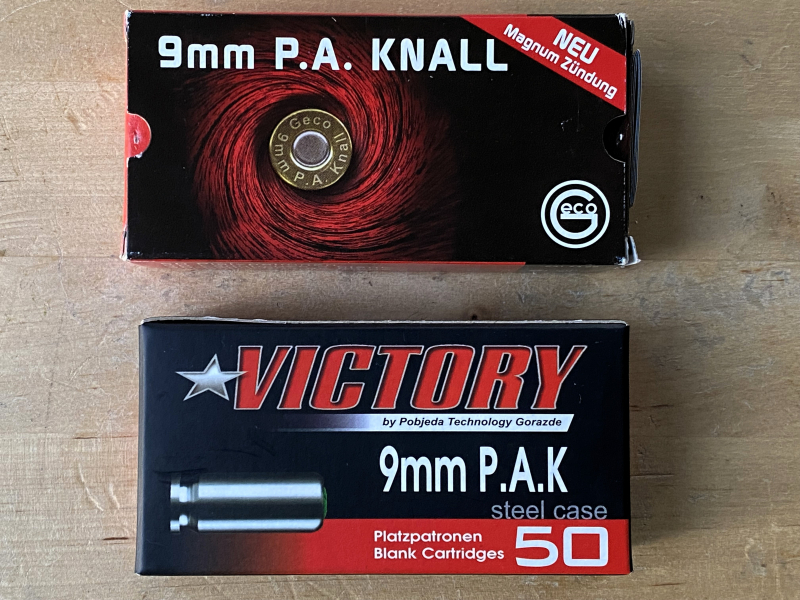 9mm P.A. KNALL
NEU
Magnum Zündung
Geco Knall
9mm P.A.
Geco
VICTORY
by Pobjeda Technology Gorazde
9mm P.A.K
steel case
Platzpatronen
Blank Cartridges
50